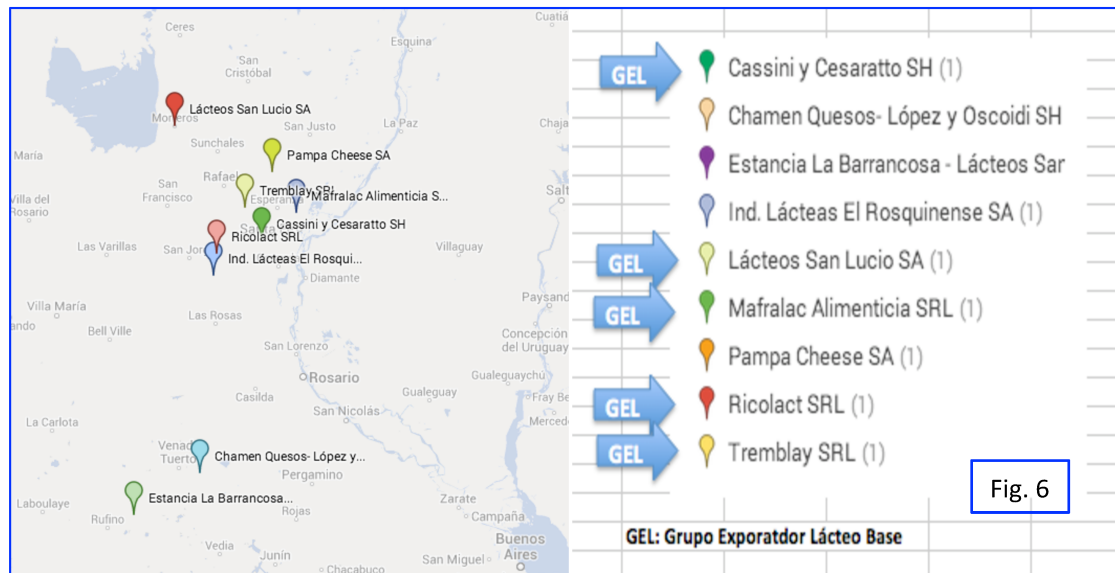 Ceres
Cuatiá
Esquina
San
Cristóbal
Lácteos San Lucio SA
Morteros
San Justo
La Paz
Chaja
Sunchales
Pampa Cheese SA
María
Rafael
Tremblay SRL
Mafralac Alimenticia S...
San
Francisco
Esperanza
Salt
Villa del
Rosario
Cassini y Cesaratto SH
Ricolact SRL
Las Varillas
San Jor
Villaguay
Ind. Lácteas El Rosqui...
Diamante
Villa María
Paysand
ando
Las Rosas
Bell Ville
Concepción
del Uruguay
San Lorenzo
Gualeguaychú
Rosario
Casilda
Gualeguay
Fray Be
San Nicolás
Merced
La Carlota
Venado
Tuerto
Chamen Quesos- López y...
Pergamino
Estancia La Barrancosa...
Laboulaye
Rufino
Rojas
Zarate
Campaña
Vedia
Junín
Buenos
Aires
San Miguel
Chacabuco
GEL Cassini y Cesaratto SH (1)
Chamen Quesos- López y Oscoidi SH
Estancia La Barrancosa - Lácteos Sar
Ind. Lácteas El Rosquinense SA (1)
GEL Lácteos San Lucio SA (1)
GEL Mafralac Alimenticia SRL (1)
Pampa Cheese SA (1)
GEL Ricolact SRL (1)
GEL Tremblay SRL (1)
Fig. 6
GEL: Grupo Exporatdor Lácteo Base